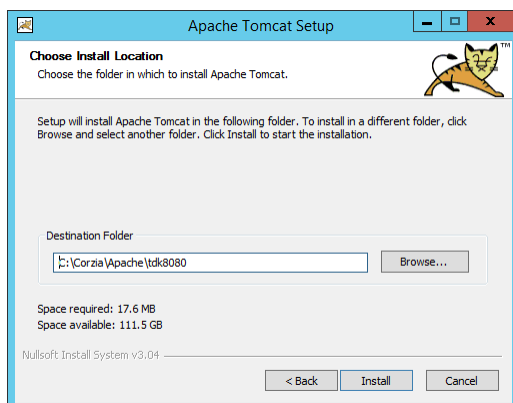 Apache Tomcat Setup
Choose Install Location
Choose the folder in which to install Apache Tomcat.
TM
Setup will install Apache Tomcat in the following folder. To install in a different folder, click
Browse and select another folder. Click Install to start the installation.
Destination Folder
C:\Corzia\Apache\tdk8080
Browse...
Space required: 17.6 MB
Space available: 111.5 GB
Nullsoft Install System v3.04
< Back
Install
Cancel